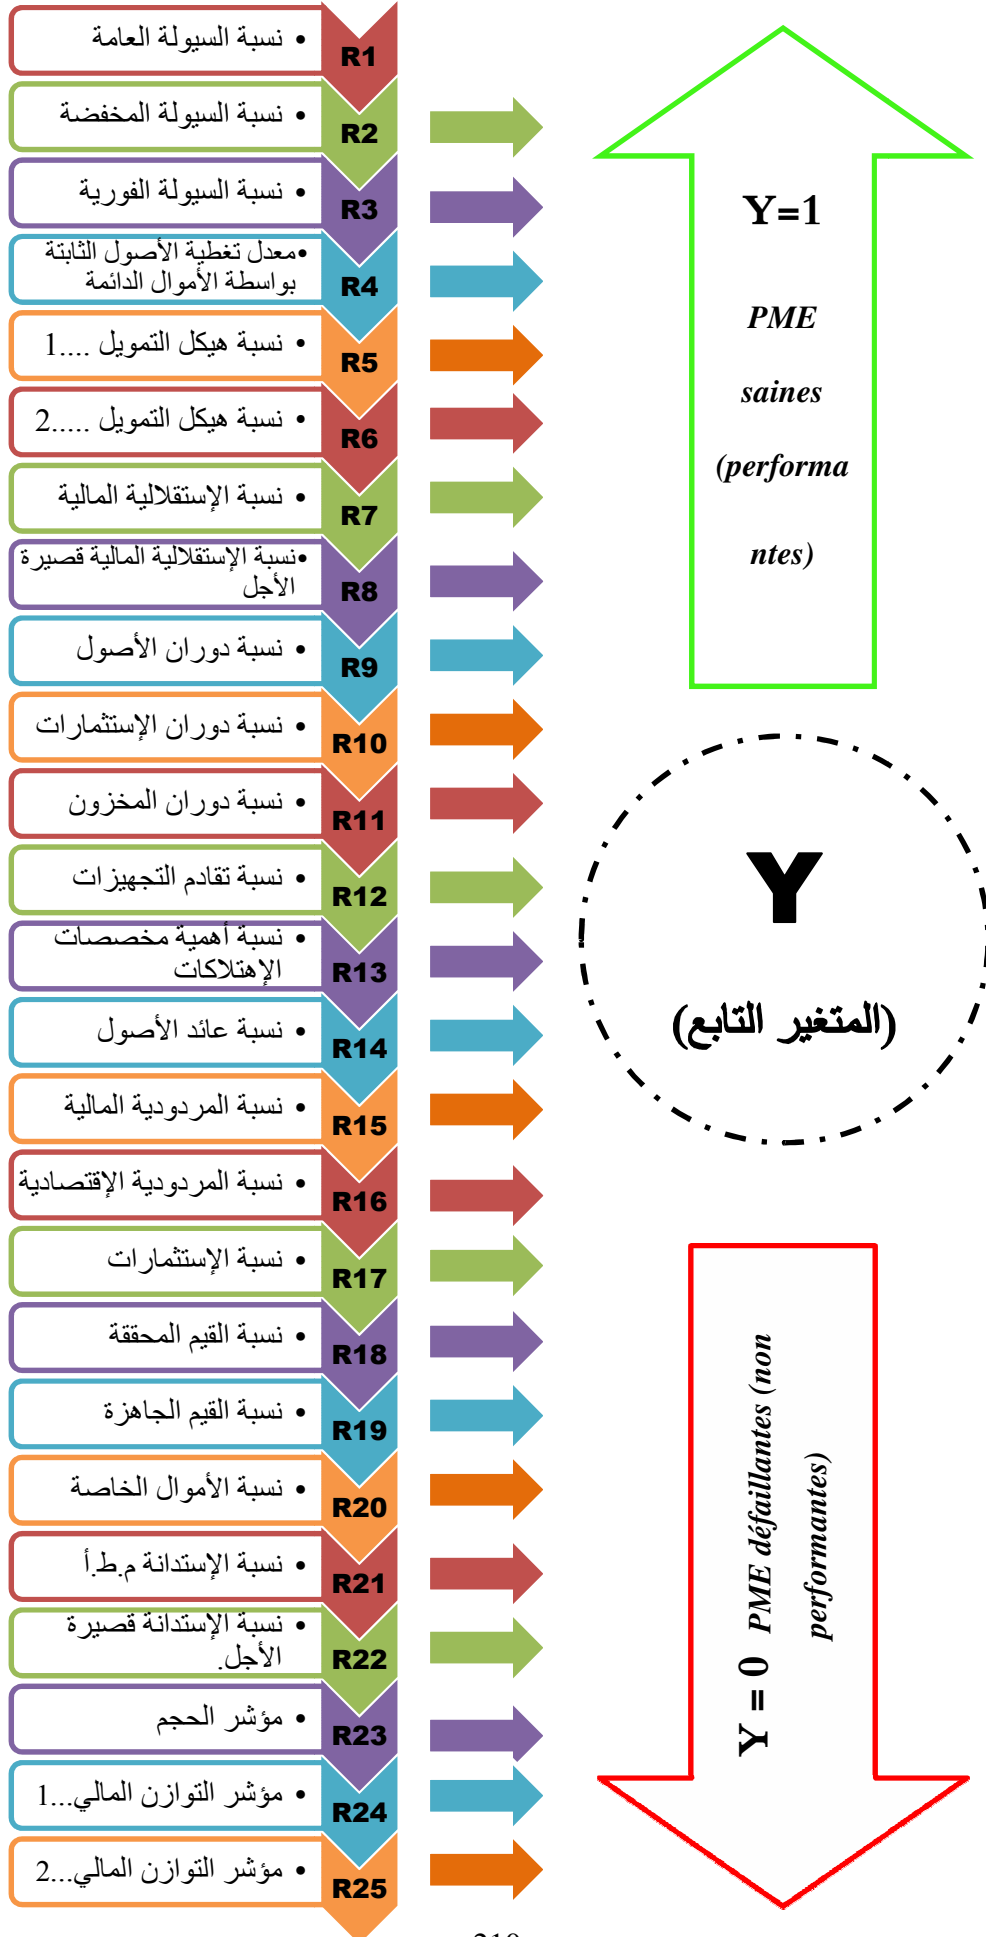 • نسبة السيولة العامة
R1
• نسبة السيولة المخفضة
R2
• نسبة السيولة الفورية
R3
•معدل تغطية الأصول الثابتة
بواسطة الأموال الدائمة
R4
• نسبة هيكل التمويل ....1
R5
• نسبة هيكل التمويل .....2
R6
• نسبة الإستقلالية المالية
R7
•نسبة الإستقلالية المالية قصيرة
الأجل
R8
• نسبة دوران الأصول
R9
• نسبة دوران الإستثمارات
R10
• نسبة دوران المخزون
R11
• نسبة تقادم التجهيزات
R12
• نسبة أهمية مخصصات
الإهتلاكات
R13
• نسبة عائد الأصول
R14
• نسبة المردودية المالية
R15
• نسبة المردودية الإقتصادية
R16
• نسبة الإستثمارات
R17
• نسبة القيم المحققة
R18
• نسبة القيم الجاهزة
R19
• نسبة الأموال الخاصة
R20
• نسبة الإستدانة م.ط.أ
R21
• نسبة الإستدانة قصيرة
الأجل.
R22
• مؤشر الحجم
R23
• مؤشر التوازن المالي...1
R24
• مؤشر التوازن المالي...2
R25
Y=1
PME
saines
(performa
ntes)
Y
(المتغير التابع)
Y = 0 PME défaillantes (non
performantes)